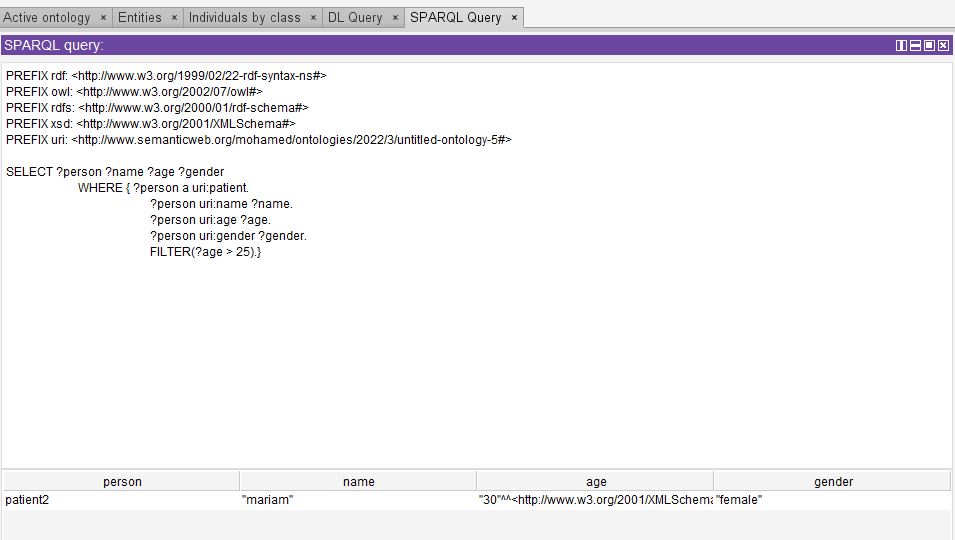 Active ontology × Entities × Individuals by class × DL Query × SPARQL Query ×
SPARQL query:
PREFIX rdf: <http://www.w3.org/1999/02/22-rdf-syntax-ns#>
PREFIX owl: <http://www.w3.org/2002/07/owl#>
PREFIX rdfs: <http://www.w3.org/2000/01/rdf-schema#>
PREFIX xsd: <http://www.w3.org/2001/XMLSchema#>
PREFIX uri: <http://www.semanticweb.org/mohamed/ontologies/2022/3/untitled-ontology-5#>
SELECT ?person ?name ?age ?gender
WHERE { ?person a uri:patient.
?person uri:name ?name.
?person uri:age ?age.
?person uri:gender ?gender.
FILTER(?age > 25).}
person name age gender
patient2 "mariam" "30"^^<http://www.w3.org/2001/XMLSchema "female"